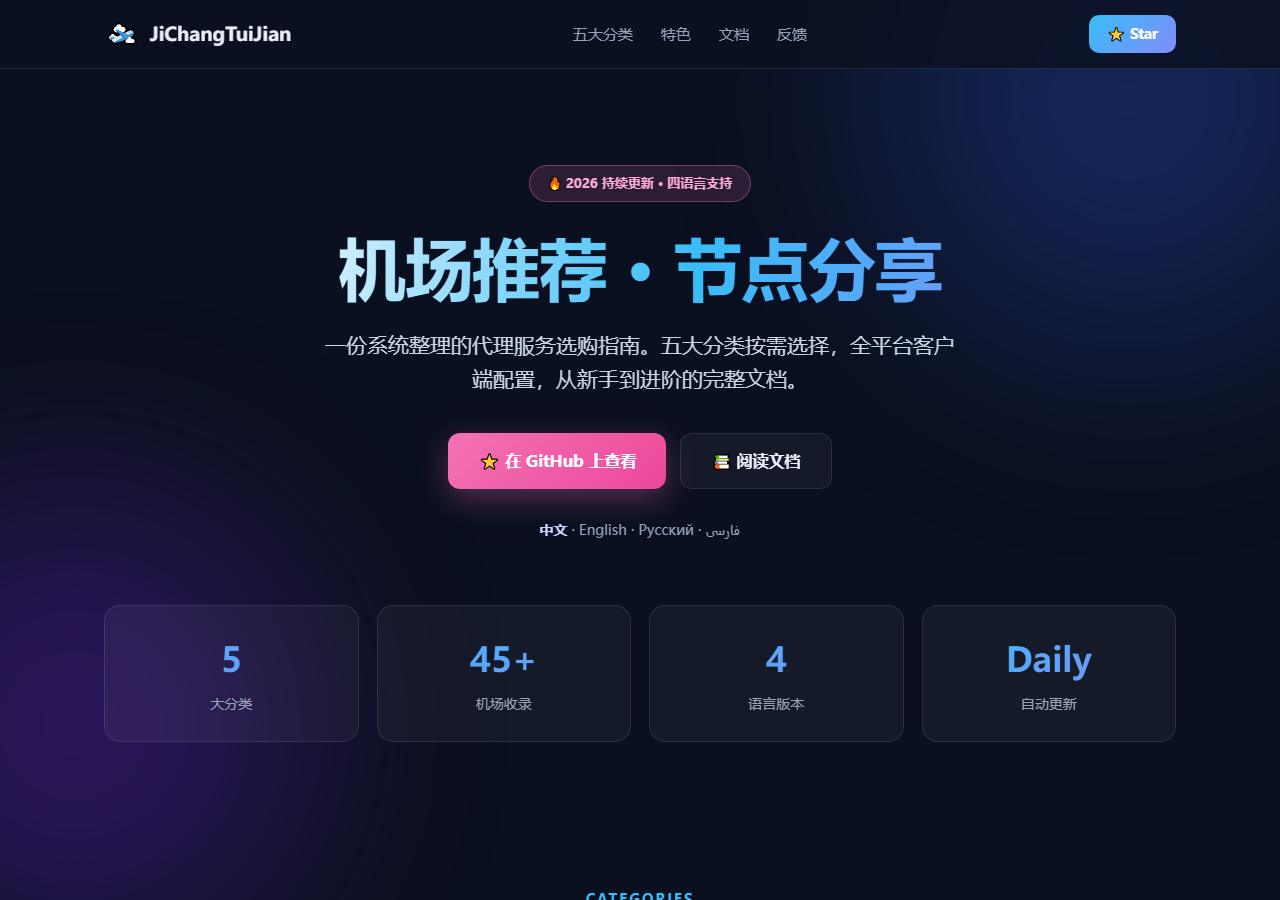 JiChangTuiJian
五大分类 特色 文档 反馈
⭐ Star
🔥 2026 持续更新 • 四语言支持
机场推荐 · 节点分享
一份系统整理的代理服务选购指南。五大分类按需选择，全平台客户
端配置，从新手到进阶的完整文档。
⭐ 在 GitHub 上查看
📚 阅读文档
中文 · English · Русский · فارسی
5
大分类
45+
机场收录
4
语言版本
Daily
自动更新
CATEGORIES